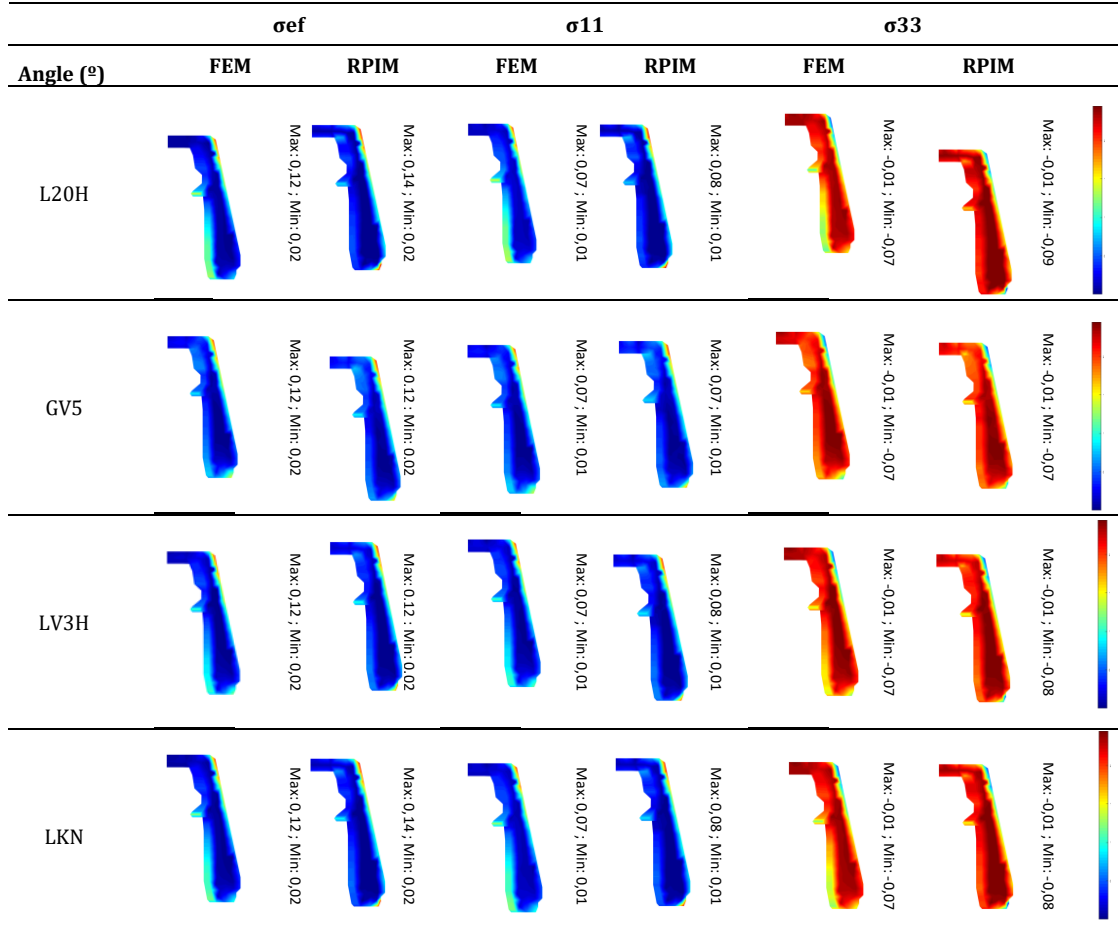 σef σ11 σ33
Angle (º) FEM RPIM FEM RPIM FEM RPIM
L20H
Max: 0,12 ; Min: 0,02
Max: 0,14 ; Min: 0,02
Max: 0,07 ; Min: 0,01
Max: 0,08 ; Min: 0,01
Max: -0,01 ; Min: -0,07
Max: -0,01 ; Min: -0,09
GV5
Max: 0,12 ; Min: 0,02
Max: 0.12 : Min: 0.02
Max: 0,07 ; Min: 0,01
Max: 0,07 ; Min: 0,01
Max: -0,01 ; Min: -0,07
Max: -0,01 ; Min: -0,07
LV3H
Max: 0,12 ; Min: 0,02
Max: 0.12 : Min: 0.02
Max: 0,07 ; Min: 0,01
Max: 0,08 ; Min: 0,01
Max: -0,01 ; Min: -0,07
Max: -0,01 ; Min: -0,08
LKN
Max: 0,12 ; Min: 0,02
Max: 0,14 ; Min: 0,02
Max: 0,07 ; Min: 0,01
Max: 0,08 ; Min: 0,01
Max: -0,01 ; Min: -0,07
Max: -0,01 ; Min: -0,08